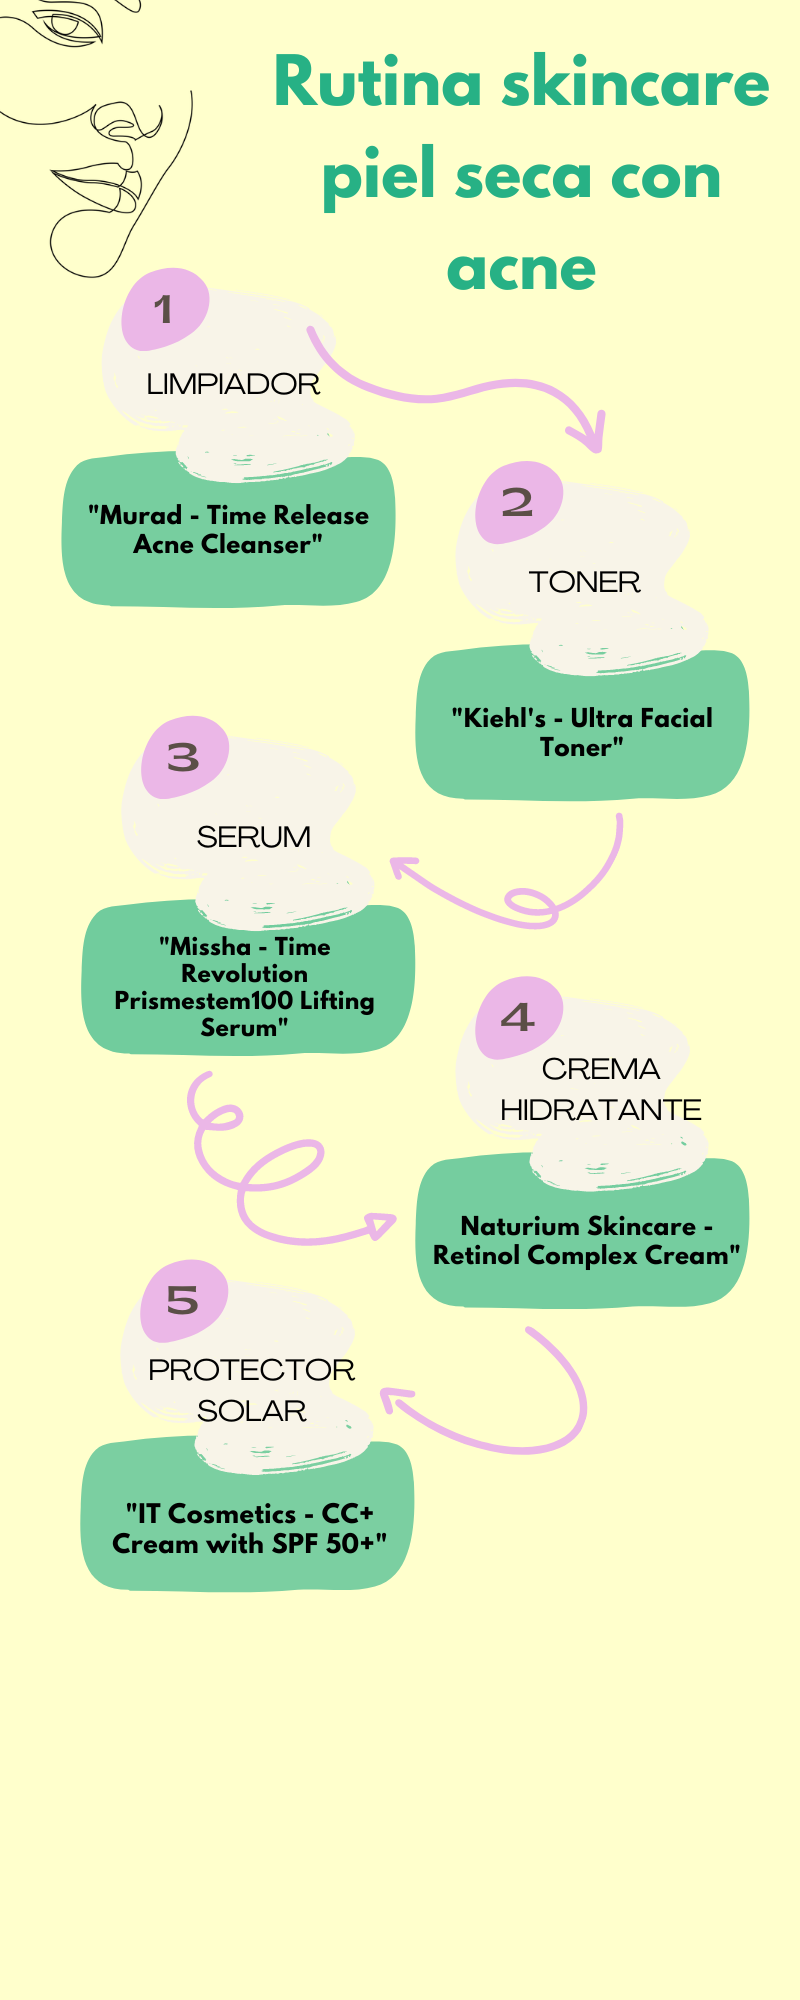 Rutina skincare
piel seca con
acne
1
LIMPIADOR
"Murad - Time Release
Acne Cleanser"
2
TONER
"Kiehl's - Ultra Facial
Toner"
3
SERUM
"Missha - Time
Revolution
Prismestem100 Lifting
Serum"
4
CREMA
HIDRATANTE
Naturium Skincare -
Retinol Complex Cream"
5
PROTECTOR
SOLAR
"IT Cosmetics - CC+
Cream with SPF 50+"